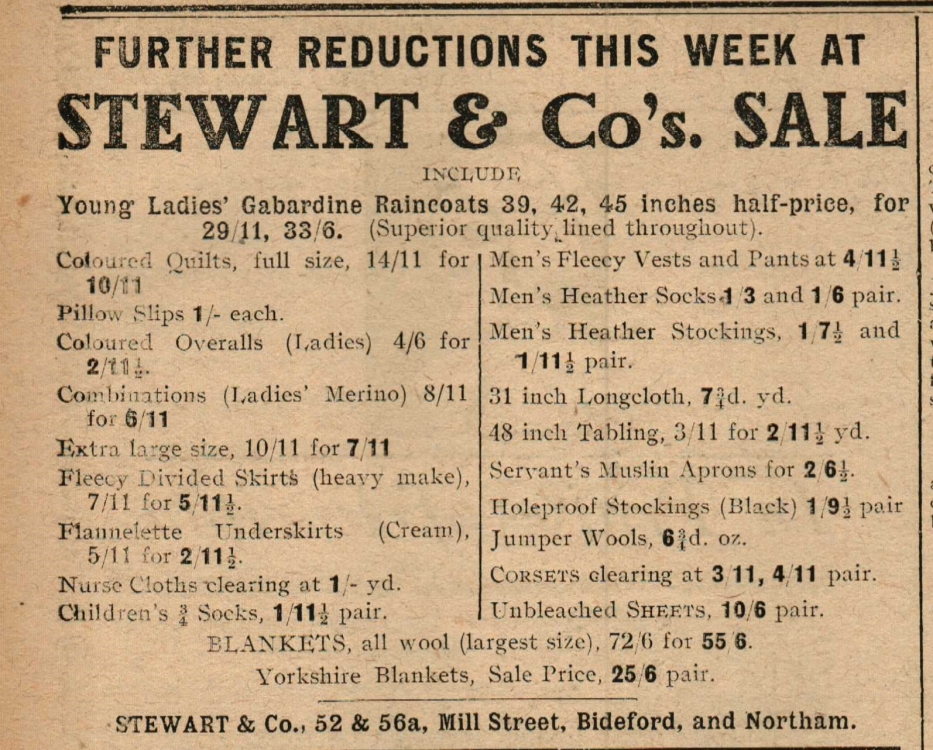 FURTHER REDUCTIONS THIS WEEK AT
STEWART & Co's. SALE
INCLUDE
Young Ladies' Gabardine Raincoats 39, 42, 45 inches half-price, for
29/11, 33/6. (Superior quality, lined throughout).
Coloured Quilts, full size, 14/11 for
10/11
Pillow Slips 1/- each.
Coloured Overalls (Ladies) 4/6 for
2/11½.
Combinations (Ladies' Merino) 8/11
for 6/11
Extra large size, 10/11 for 7/11
Fleecy Divided Skirts (heavy make),
7/11 for 5/11½.
Flannelette Underskirts (Cream),
5/11 for 2/11½.
Nurse Cloths clearing at 1/- yd.
Children's ¾ Socks, 1/11½ pair.
Men's Fleecy Vests and Pants at 4/11½
Men's Heather Socks 1/3 and 1/6 pair.
Men's Heather Stockings, 1/7½ and
1/11½ pair.
31 inch Longcloth, 7¾d. yd.
48 inch Tabling, 3/11 for 2/11½ yd.
Servant's Muslin Aprons for 2/6½.
Holeproof Stockings (Black) 1/9½ pair
Jumper Wools, 6¾d. oz.
CORSETS clearing at 3/11, 4/11 pair.
Unbleached SHEETS, 10/6 pair.
BLANKETS, all wool (largest size), 72/6 for 55/6.
Yorkshire Blankets, Sale Price, 25/6 pair.
STEWART & Co., 52 & 56a, Mill Street, Bideford, and Northam.